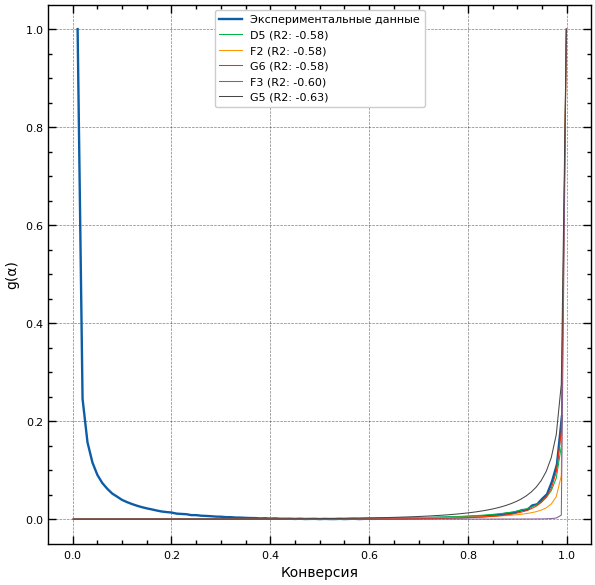 Экспериментальные данные
D5 (R2: -0.58)
F2 (R2: -0.58)
G6 (R2: -0.58)
F3 (R2: -0.60)
G5 (R2: -0.63)
g(α)
1.0
0.8
0.6
0.4
0.2
0.0
0.0 0.2 0.4 0.6 0.8 1.0
Конверсия